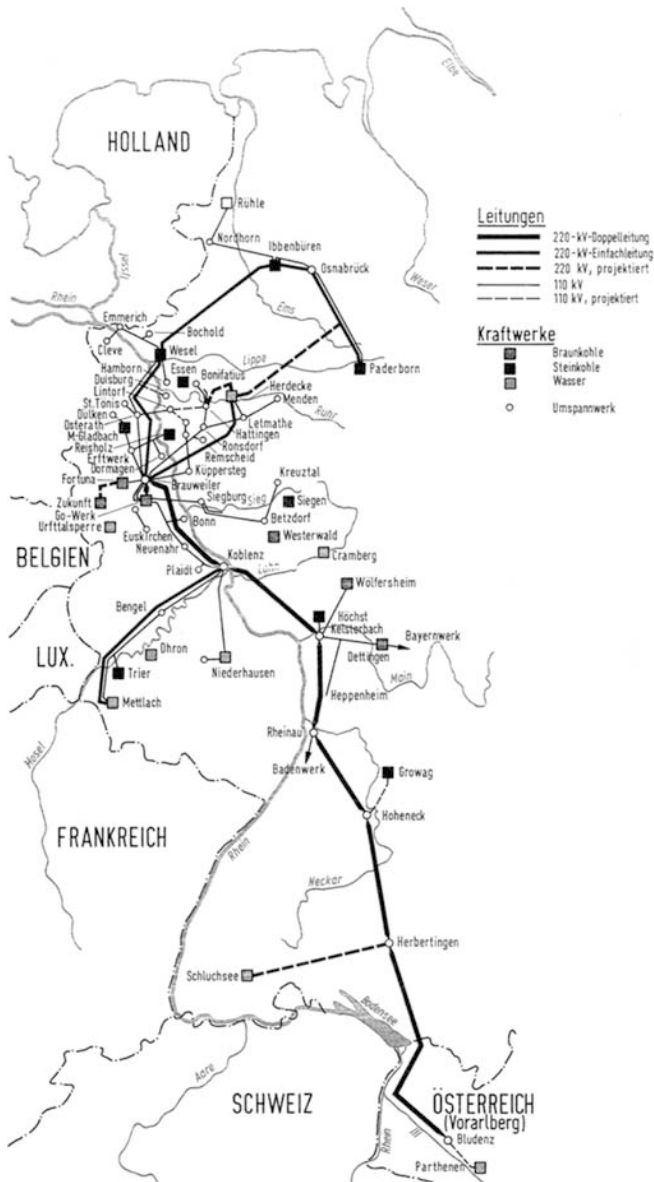 Elbe
HOLLAND
Rühle
Nordhorn
Ibbenbüren
Osnabrück
Ijssel
Weser
Rhein
Ems
Emmerich
Bochold
Cleve
Wesel
Lippe
Paderborn
Hamborn
Essen
Bonifatius
Duisburg
Herdecke
Lintorf
Menden
St.Tonis
Ruhr
Dülken
Letmathe
Osterath
Hattingen
M-Gladbach
Ronsdorf
Reisholz
Remscheid
Erftwerk
Dormagen
Küppersteg
Kreuztal
Fortuna
Brauweiler
Zukunft
Siegburg
Sieg
Siegen
Go-Werk
Bonn
Betzdorf
Urfttalsperre
Euskirchen
Westerwald
BELGIEN
Neuenahr
Cramberg
Koblenz
Plaidt
Lahn
Wölfersheim
Bengel
Höchst
Kelsterbach
LUX.
Dhron
Dettingen
Bayernwerk
Trier
Niederhausen
Main
Mettlach
Heppenheim
Mosel
Rheinau
Badenwerk
Growag
FRANKREICH
Hoheneck
Rhein
Neckar
Herbertingen
Schluchsee
Bodensee
Aare
SCHWEIZ
ÖSTERREICH
(Vorarlberg)
Rhein
Ill
Bludenz
Parthenen
Leitungen
220-kV-Doppelleitung
220-kV-Einfachleitung
220 kV, projektiert
110 kV
110 kV, projektiert
Kraftwerke
Braunkohle
Steinkohle
Wasser
Umspannwerk